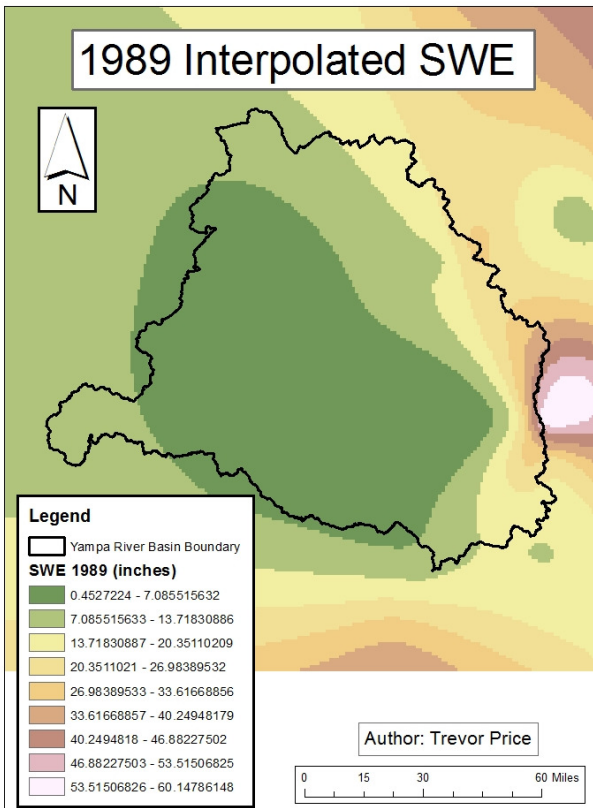 1989 Interpolated SWE
N
Legend
Yampa River Basin Boundary
SWE 1989 (inches)
0.4527224 - 7.085515632
7.085515633 - 13.71830886
13.71830887 - 20.35110209
20.3511021 - 26.98389532
26.98389533 - 33.61668856
33.61668857 - 40.24948179
40.2494818 - 46.88227502
46.88227503 - 53.51506825
53.51506826 - 60.14786148
Author: Trevor Price
0 15 30 60 Miles